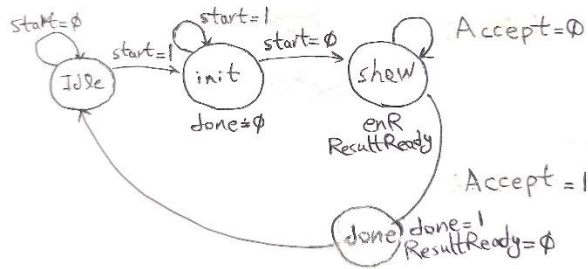 start=φ
start=1
start=1
start=φ
Accept=φ
Idle
init
shew
done=φ
enR
ResultReady
Accept=1
done
done=1
ResultReady=φ